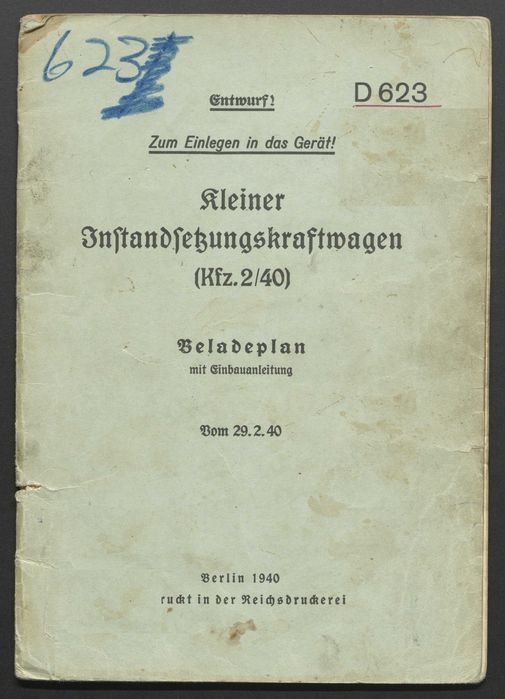 623
Entwurf!
D 623
Zum Einlegen in das Gerät!
Kleiner
Instandsetzungskraftwagen
(Kfz. 2/40)
Beladeplan
mit Einbauanleitung
Vom 29. 2. 40
Berlin 1940
ruckt in der Reichsdruckerei